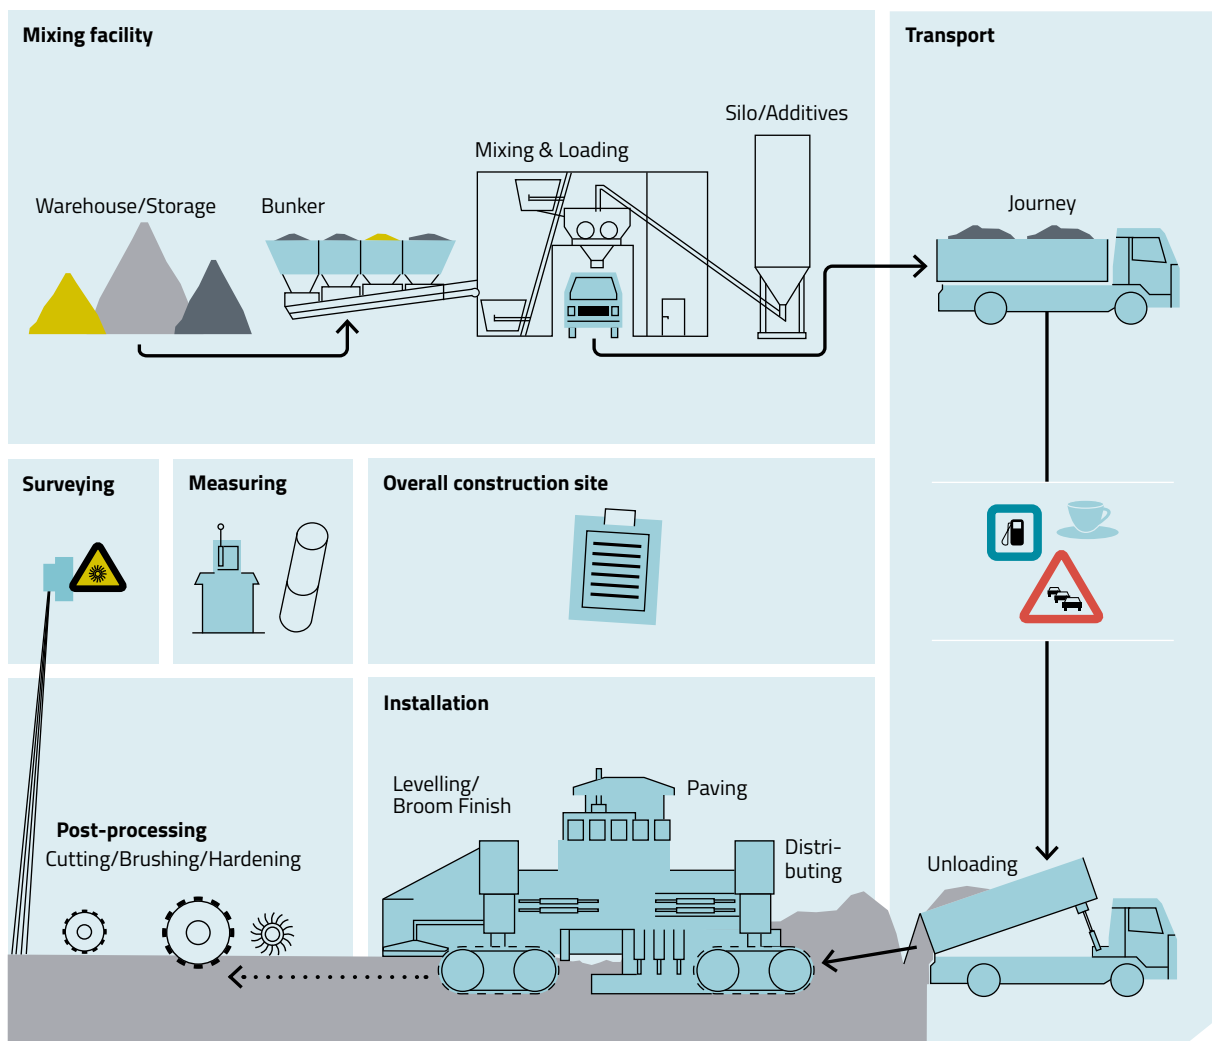 Mixing facility
Transport
Silo/Additives
Mixing & Loading
Warehouse/Storage
Bunker
Journey
Surveying
Measuring
Overall construction site
Installation
Levelling/
Broom Finish
Paving
Distri-
buting
Post-processing
Cutting/Brushing/Hardening
Unloading